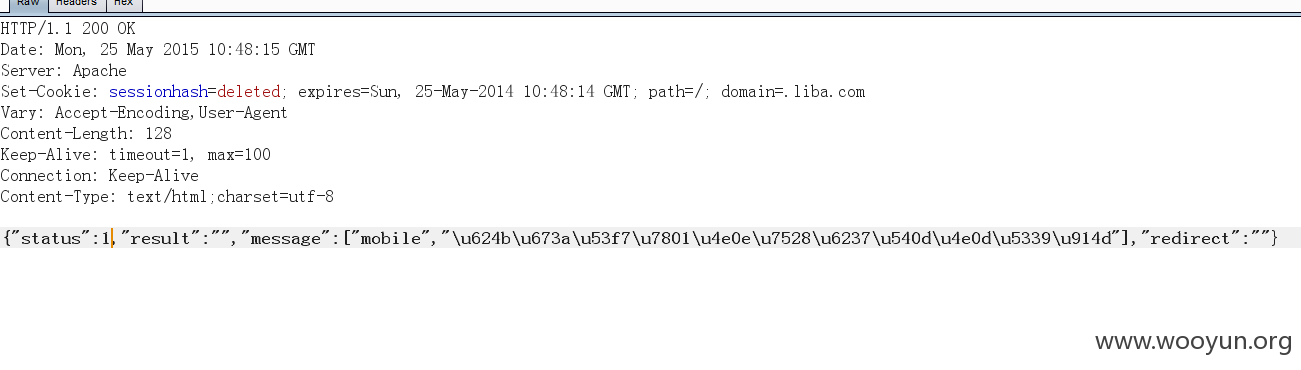 Raw Headers Hex
HTTP/1.1 200 OK
Date: Mon, 25 May 2015 10:48:15 GMT
Server: Apache
Set-Cookie: sessionhash=deleted; expires=Sun, 25-May-2014 10:48:14 GMT; path=/; domain=.liba.com
Vary: Accept-Encoding,User-Agent
Content-Length: 128
Keep-Alive: timeout=1, max=100
Connection: Keep-Alive
Content-Type: text/html;charset=utf-8
{"status":1,"result":"","message":["mobile","\u624b\u673a\u53f7\u7801\u4e0e\u7528\u6237\u540d\u4e0d\u5339\u914d"],"redirect":""}
www.wooyun.org